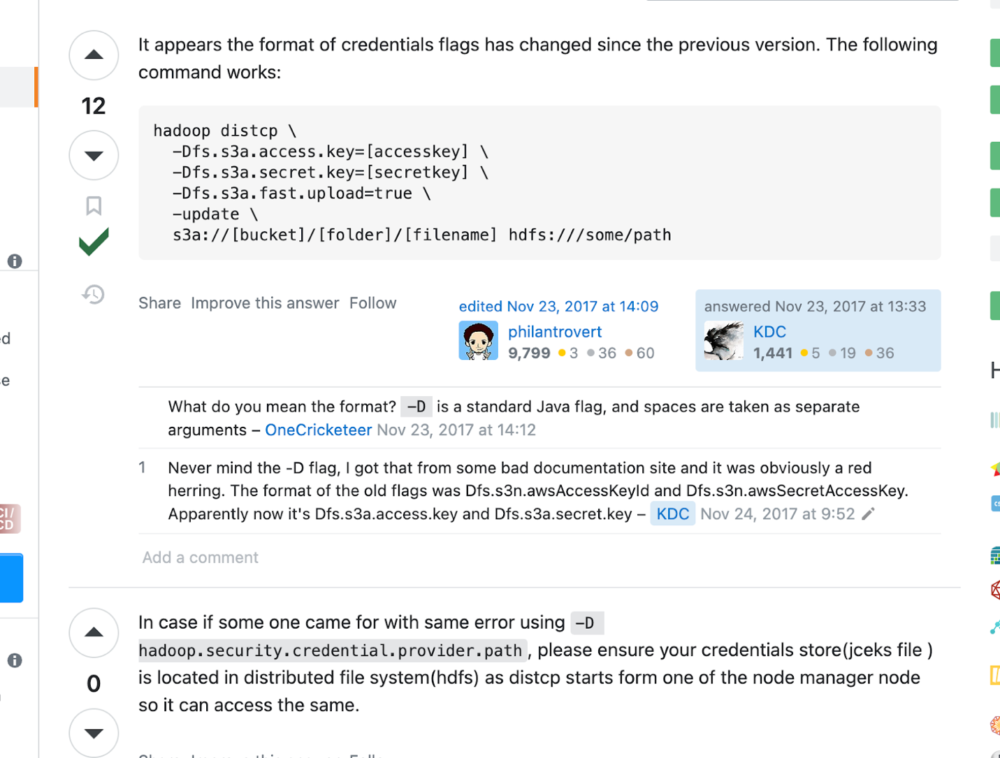 It appears the format of credentials flags has changed since the previous version. The following
command works:
12
hadoop distcp \
-Dfs.s3a.access.key=[accesskey] \
-Dfs.s3a.secret.key=[secretkey] \
-Dfs.s3a.fast.upload=true \
-update \
s3a://[bucket]/[folder]/[filename] hdfs:///some/path
Share Improve this answer Follow
edited Nov 23, 2017 at 14:09
philantrovert
9,799 3 36 60
answered Nov 23, 2017 at 13:33
KDC
1,441 5 19 36
What do you mean the format? -D is a standard Java flag, and spaces are taken as separate
arguments – OneCricketeer Nov 23, 2017 at 14:12
1 Never mind the -D flag, I got that from some bad documentation site and it was obviously a red
herring. The format of the old flags was Dfs.s3n.awsAccessKeyId and Dfs.s3n.awsSecretAccessKey.
Apparently now it's Dfs.s3a.access.key and Dfs.s3a.secret.key – KDC Nov 24, 2017 at 9:52
Add a comment
In case if some one came for with same error using -D
hadoop.security.credential.provider.path, please ensure your credentials store(jceks file )
is located in distributed file system(hdfs) as distcp starts form one of the node manager node
so it can access the same.
0
CI/
CD